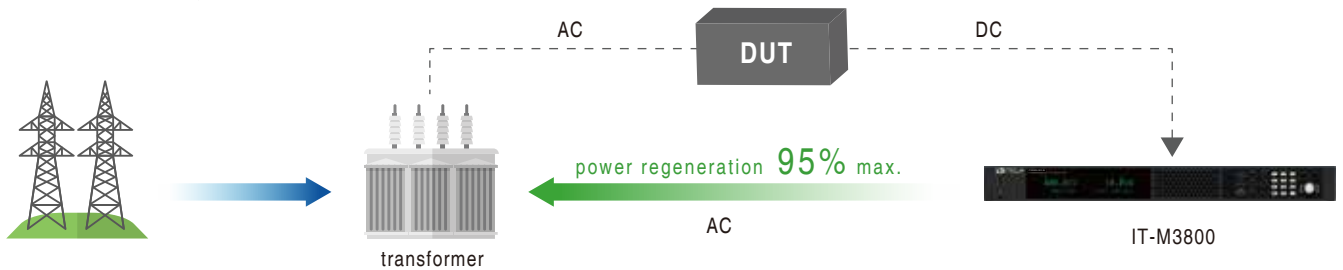 AC
DUT
DC
power regeneration 95% max.
AC
transformer
IT-M3800